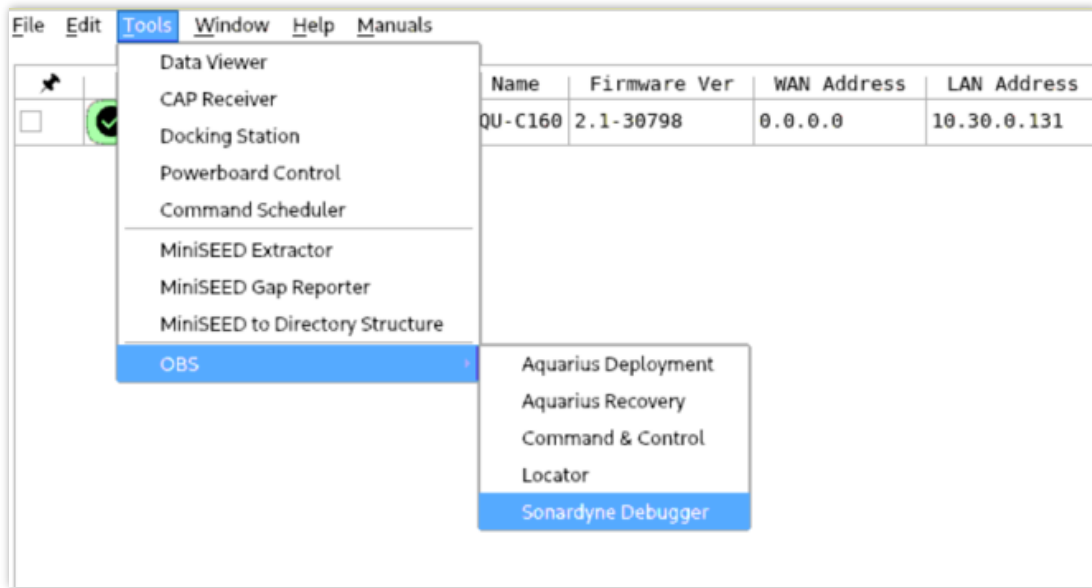 File Edit Tools Window Help Manuals
Data Viewer
CAP Receiver
Docking Station
Powerboard Control
Command Scheduler
MiniSEED Extractor
MiniSEED Gap Reporter
MiniSEED to Directory Structure
OBS
Aquarius Deployment
Aquarius Recovery
Command & Control
Locator
Sonardyne Debugger
Name Firmware Ver WAN Address LAN Address
QU-C160 2.1-30798 0.0.0.0 10.30.0.131